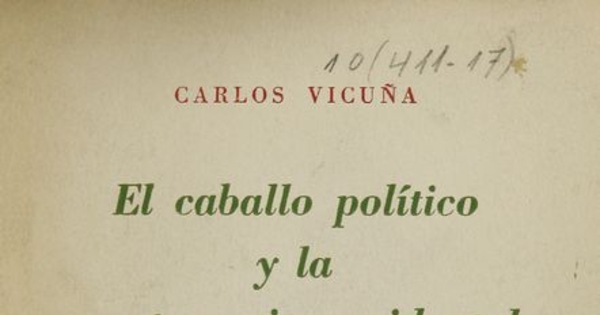 10(411-17)
CARLOS VICUÑA
El caballo político
y la